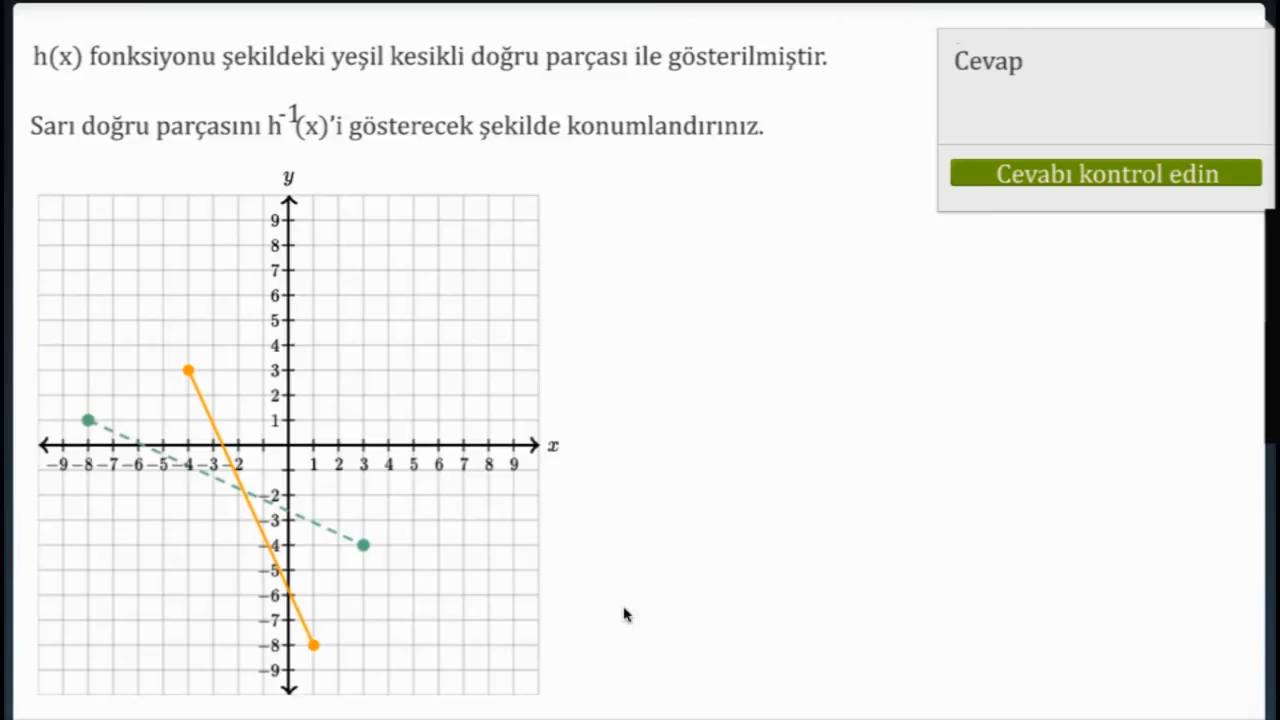 h(x) fonksiyonu şekildeki yeşil kesikli doğru parçası ile gösterilmiştir.
Sarı doğru parçasını h⁻¹(x)'i gösterecek şekilde konumlandırınız.
Cevap
Cevabı kontrol edin
y
9
8
7
6
5
4
3
2
1
−9 −8 −7 −6 −5 −4 −3 −2 1 2 3 4 5 6 7 8 9 x
−2
−3
−4
−5
−6
−7
−8
−9